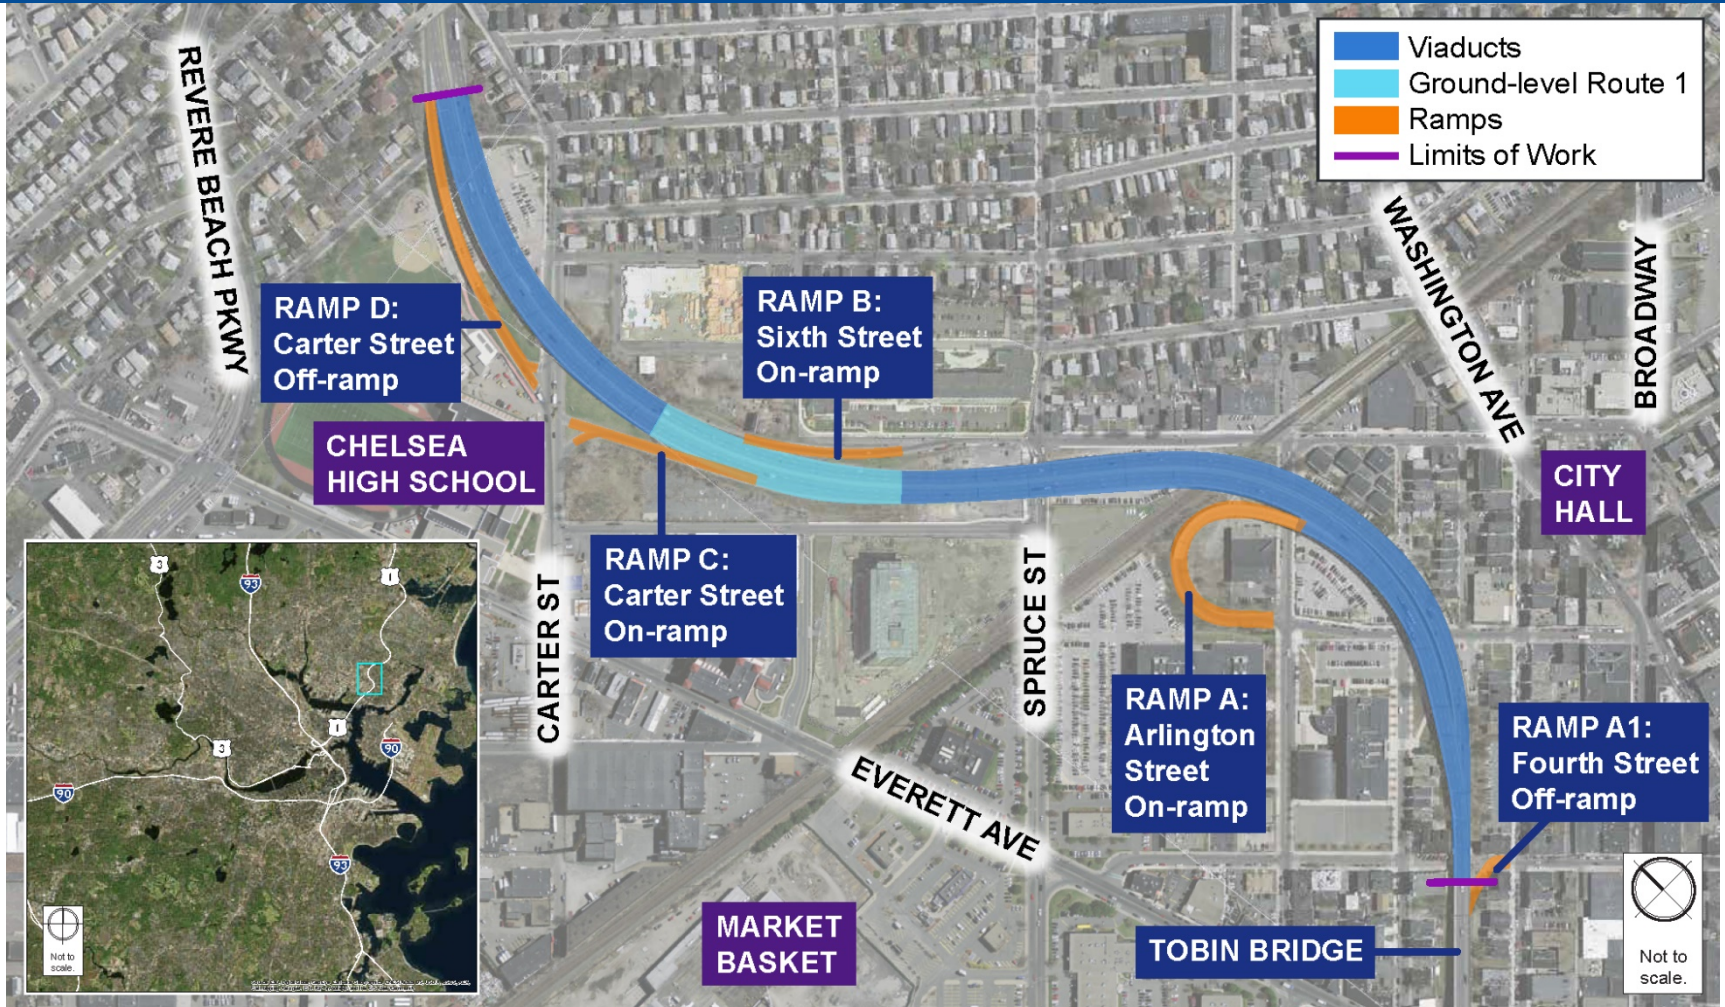 Viaducts
Ground-level Route 1
Ramps
Limits of Work
REVERE BEACH PKWY
WASHINGTON AVE
BROADWAY
RAMP D:
Carter Street
Off-ramp
RAMP B:
Sixth Street
On-ramp
CHELSEA
HIGH SCHOOL
CITY
HALL
RAMP C:
Carter Street
On-ramp
CARTER ST
SPRUCE ST
RAMP A:
Arlington
Street
On-ramp
RAMP A1:
Fourth Street
Off-ramp
EVERETT AVE
MARKET
BASKET
TOBIN BRIDGE
Not to
scale.
3
93
1
1
3
90
90
93
Not to
scale.